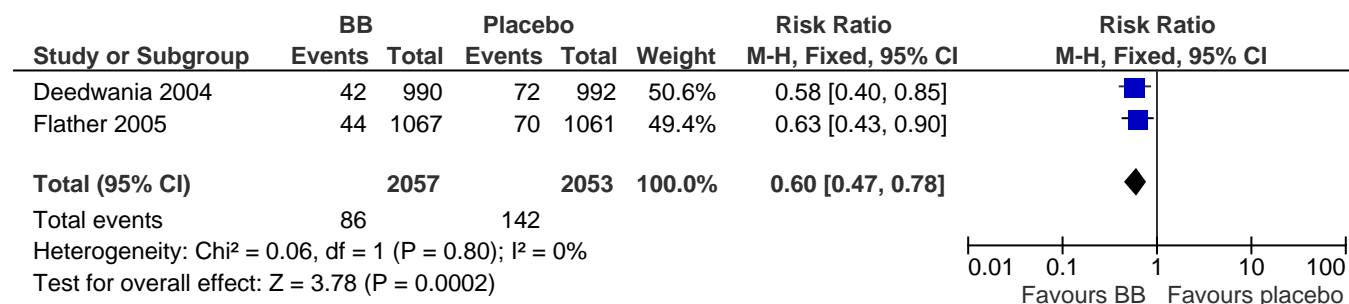 BB Placebo Risk Ratio Risk Ratio
Study or Subgroup Events Total Events Total Weight M-H, Fixed, 95% CI M-H, Fixed, 95% CI
Deedwania 2004 42 990 72 992 50.6% 0.58 [0.40, 0.85]
Flather 2005 44 1067 70 1061 49.4% 0.63 [0.43, 0.90]
Total (95% CI) 2057 2053 100.0% 0.60 [0.47, 0.78]
Total events 86 142
Heterogeneity: Chi² = 0.06, df = 1 (P = 0.80); I² = 0%
Test for overall effect: Z = 3.78 (P = 0.0002)
0.01 0.1 1 10 100
Favours BB Favours placebo